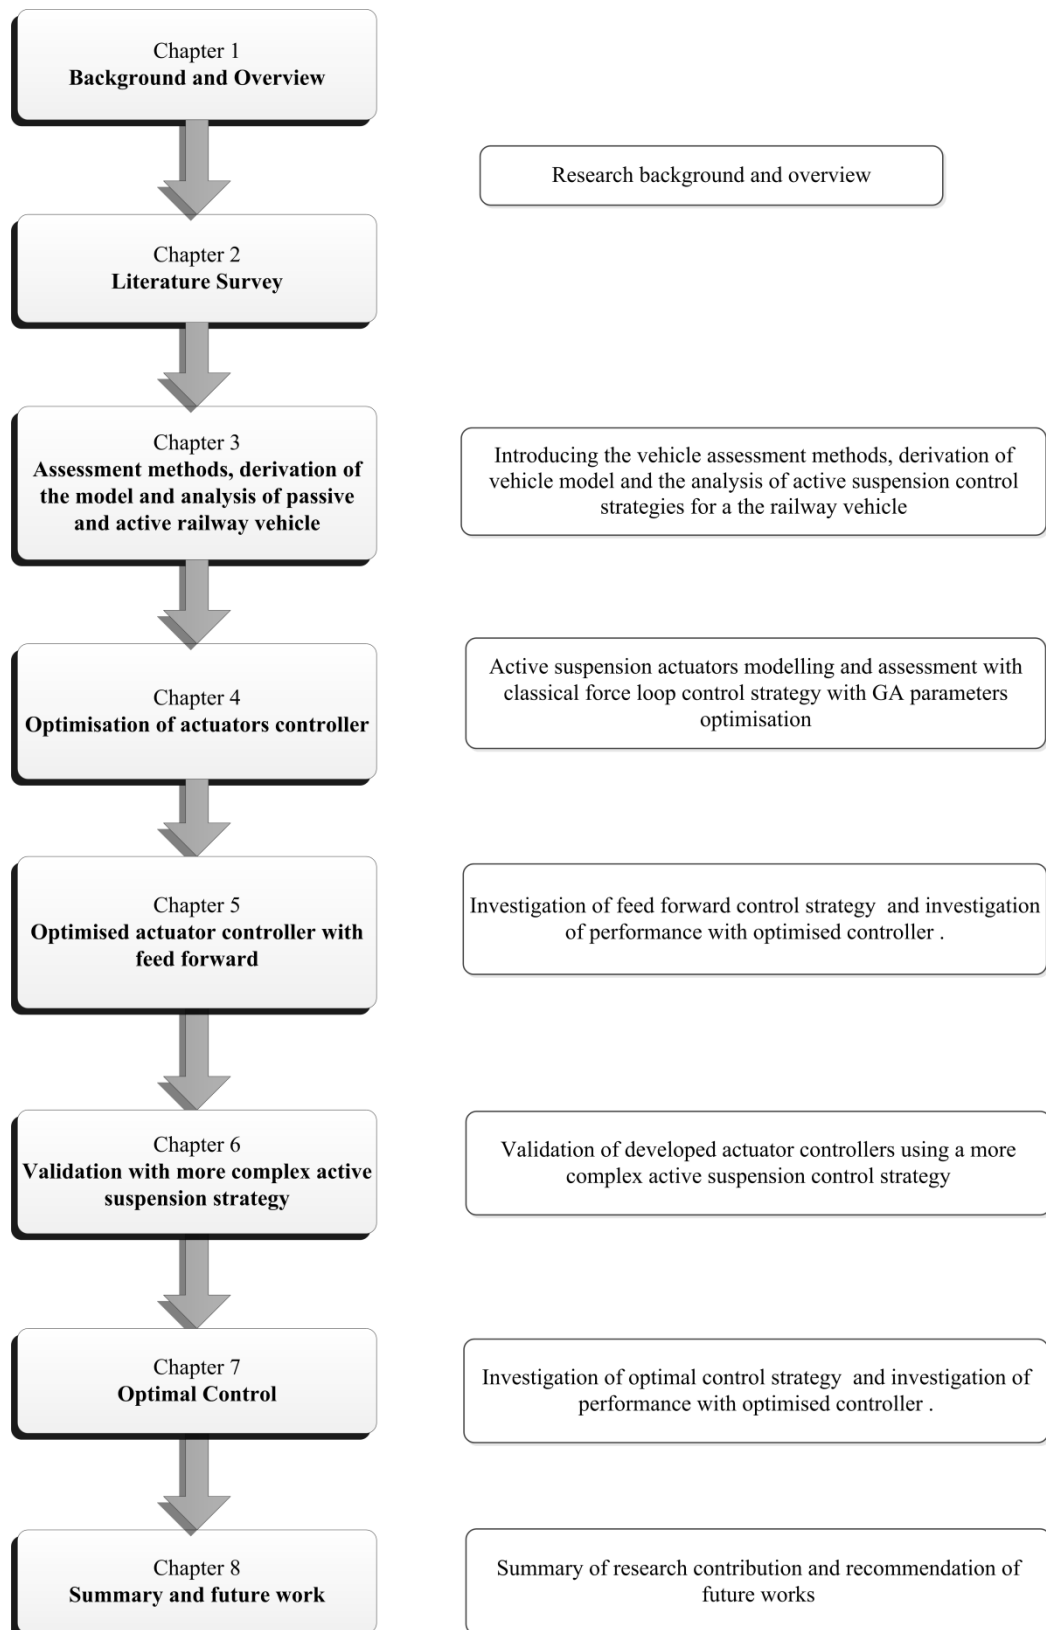 Chapter 1
Background and Overview
Research background and overview
Chapter 2
Literature Survey
Chapter 3
Assessment methods, derivation of
the model and analysis of passive
and active railway vehicle
Introducing the vehicle assessment methods, derivation of
vehicle model and the analysis of active suspension control
strategies for a the railway vehicle
Chapter 4
Optimisation of actuators controller
Active suspension actuators modelling and assessment with
classical force loop control strategy with GA parameters
optimisation
Chapter 5
Optimised actuator controller with
feed forward
Investigation of feed forward control strategy  and investigation
of performance with optimised controller .
Chapter 6
Validation with more complex active
suspension strategy
Validation of developed actuator controllers using a more
complex active suspension control strategy
Chapter 7
Optimal Control
Investigation of optimal control strategy  and investigation of
performance with optimised controller .
Chapter 8
Summary and future work
Summary of research contribution and recommendation of
future works